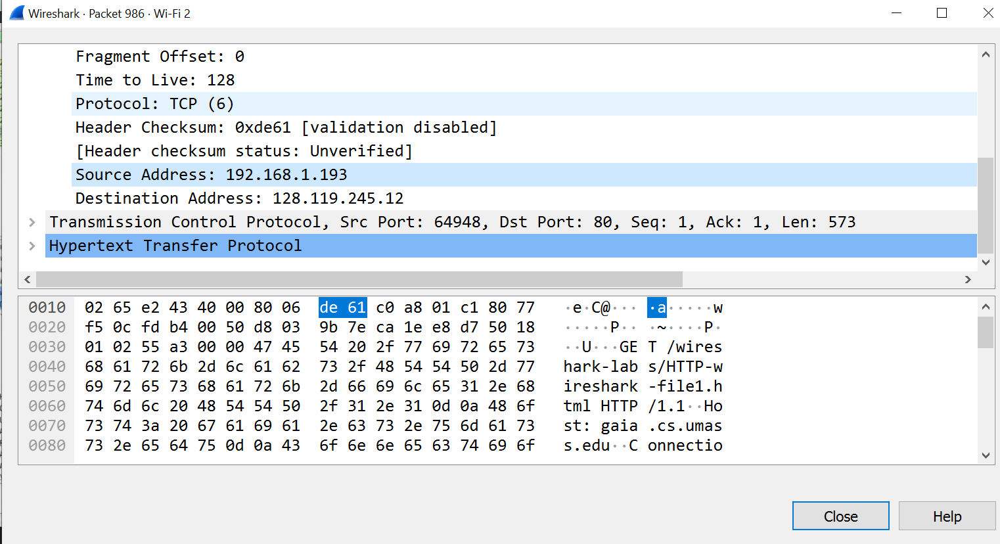 Wireshark · Packet 986 · Wi-Fi 2
Fragment Offset: 0
Time to Live: 128
Protocol: TCP (6)
Header Checksum: 0xde61 [validation disabled]
[Header checksum status: Unverified]
Source Address: 192.168.1.193
Destination Address: 128.119.245.12
Transmission Control Protocol, Src Port: 64948, Dst Port: 80, Seq: 1, Ack: 1, Len: 573
Hypertext Transfer Protocol
0010 02 65 e2 43 40 00 80 06 de 61 c0 a8 01 c1 80 77 ·e·C@··· ·a·····w
0020 f5 0c fd b4 00 50 d8 03 9b 7e ca 1e e8 d7 50 18 ·····P·· ·~····P·
0030 01 02 55 a3 00 00 47 45 54 20 2f 77 69 72 65 73 ··U···GE T /wires
0040 68 61 72 6b 2d 6c 61 62 73 2f 48 54 54 50 2d 77 hark-lab s/HTTP-w
0050 69 72 65 73 68 61 72 6b 2d 66 69 6c 65 31 2e 68 ireshark -file1.h
0060 74 6d 6c 20 48 54 54 50 2f 31 2e 31 0d 0a 48 6f tml HTTP /1.1··Ho
0070 73 74 3a 20 67 61 69 61 2e 63 73 2e 75 6d 61 73 st: gaia .cs.umas
0080 73 2e 65 64 75 0d 0a 43 6f 6e 6e 65 63 74 69 6f s.edu··C onnectio
Close Help